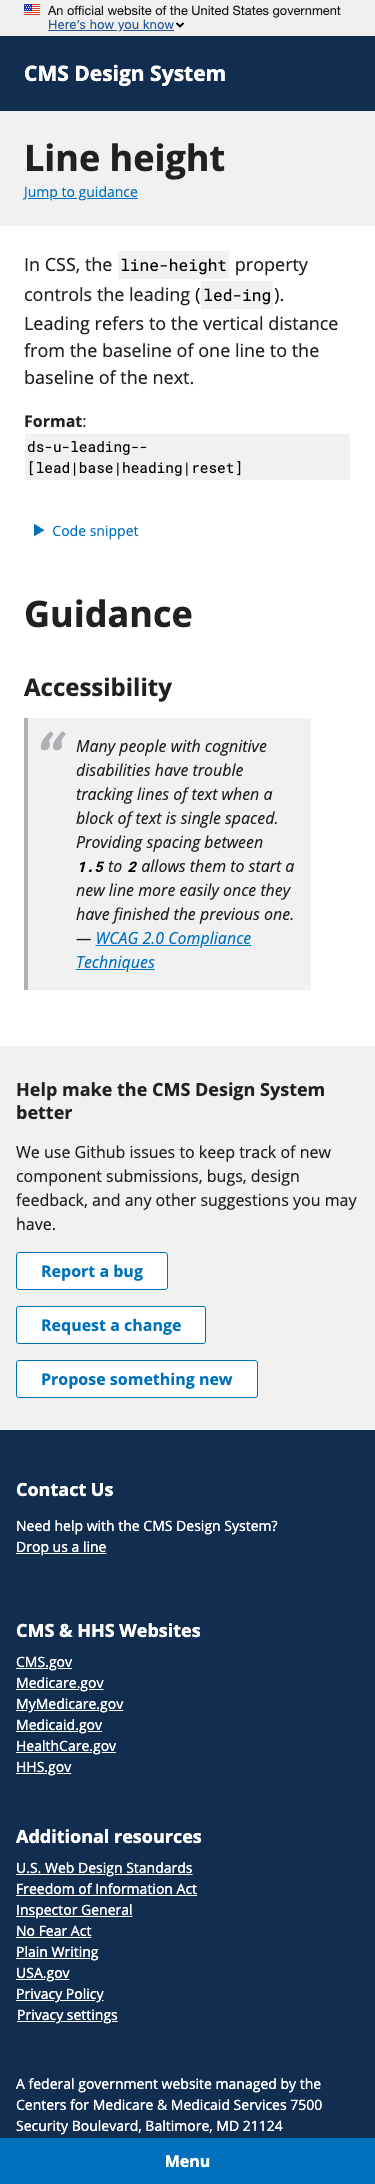 An official website of the United States government
Here's how you know
CMS Design System
Line height
Jump to guidance
In CSS, the line-height property
controls the leading (led-ing).
Leading refers to the vertical distance
from the baseline of one line to the
baseline of the next.
Format:
ds-u-leading--
[lead|base|heading|reset]
Code snippet
Guidance
Accessibility
“
Many people with cognitive
disabilities have trouble
tracking lines of text when a
block of text is single spaced.
Providing spacing between
1.5 to 2 allows them to start a
new line more easily once they
have finished the previous one.
— WCAG 2.0 Compliance
Techniques
Help make the CMS Design System
better
We use Github issues to keep track of new
component submissions, bugs, design
feedback, and any other suggestions you may
have.
Report a bug
Request a change
Propose something new
Contact Us
Need help with the CMS Design System?
Drop us a line
CMS & HHS Websites
CMS.gov
Medicare.gov
MyMedicare.gov
Medicaid.gov
HealthCare.gov
HHS.gov
Additional resources
U.S. Web Design Standards
Freedom of Information Act
Inspector General
No Fear Act
Plain Writing
USA.gov
Privacy Policy
Privacy settings
A federal government website managed by the
Centers for Medicare & Medicaid Services 7500
Security Boulevard, Baltimore, MD 21124
Menu